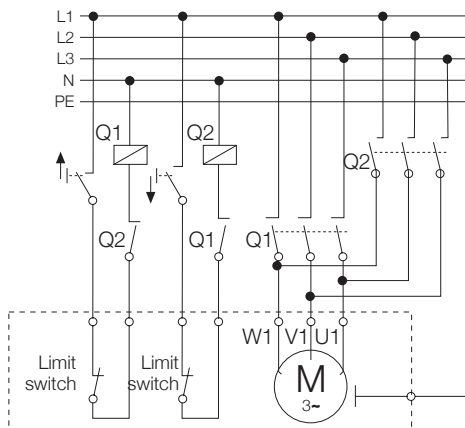 L1
L2
L3
N
PE
Q1
Q2
Q2
Q2
Q1
Q1
W1
V1
U1
Limit
switch
Limit
switch
M
3~